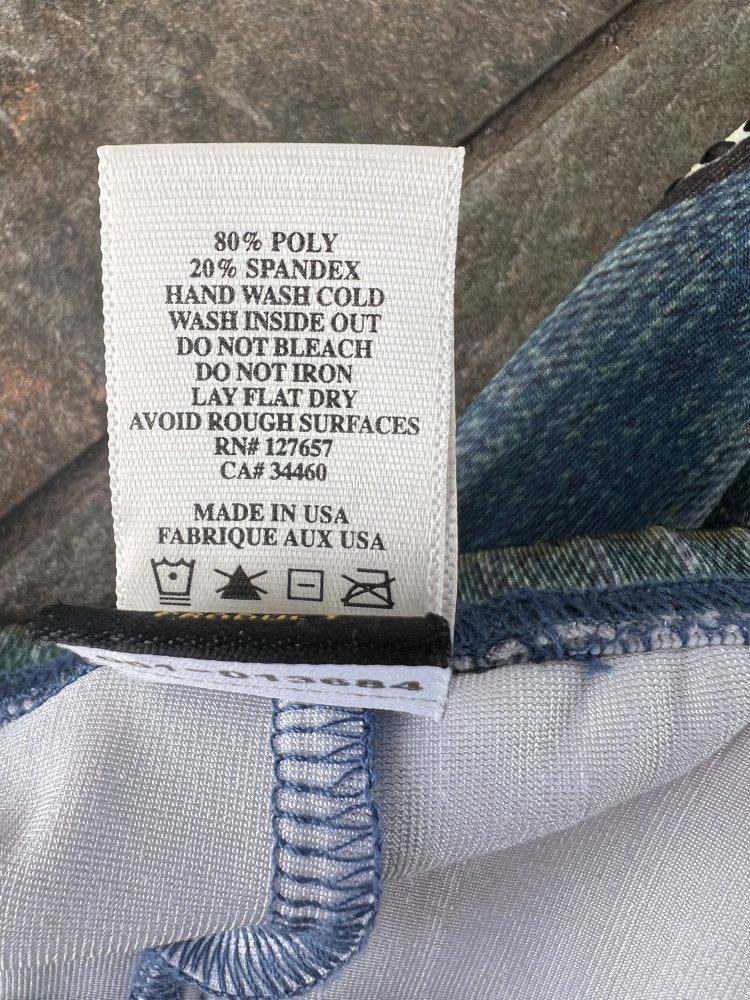 80% POLY
20% SPANDEX
HAND WASH COLD
WASH INSIDE OUT
DO NOT BLEACH
DO NOT IRON
LAY FLAT DRY
AVOID ROUGH SURFACES
RN# 127657
CA# 34460
MADE IN USA
FABRIQUE AUX USA